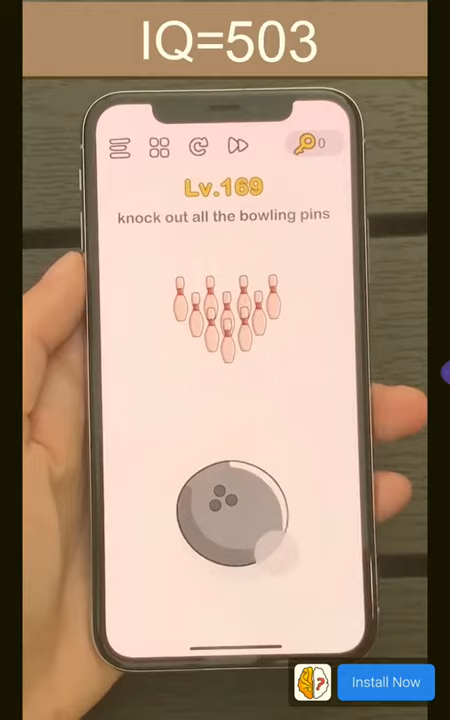 IQ=503
0
Lv.169
knock out all the bowling pins
?
Install Now